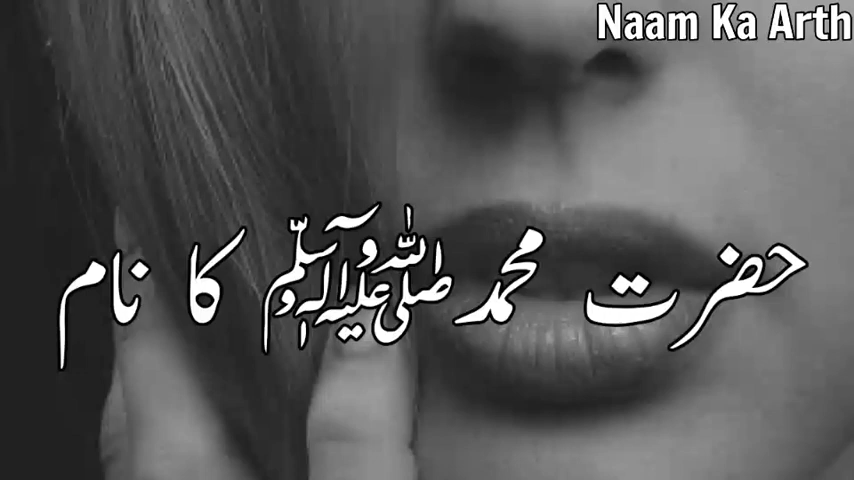 Naam Ka Arth
حضرت محمد صلی اللہ علیہ وآلہ وسلم کا نام